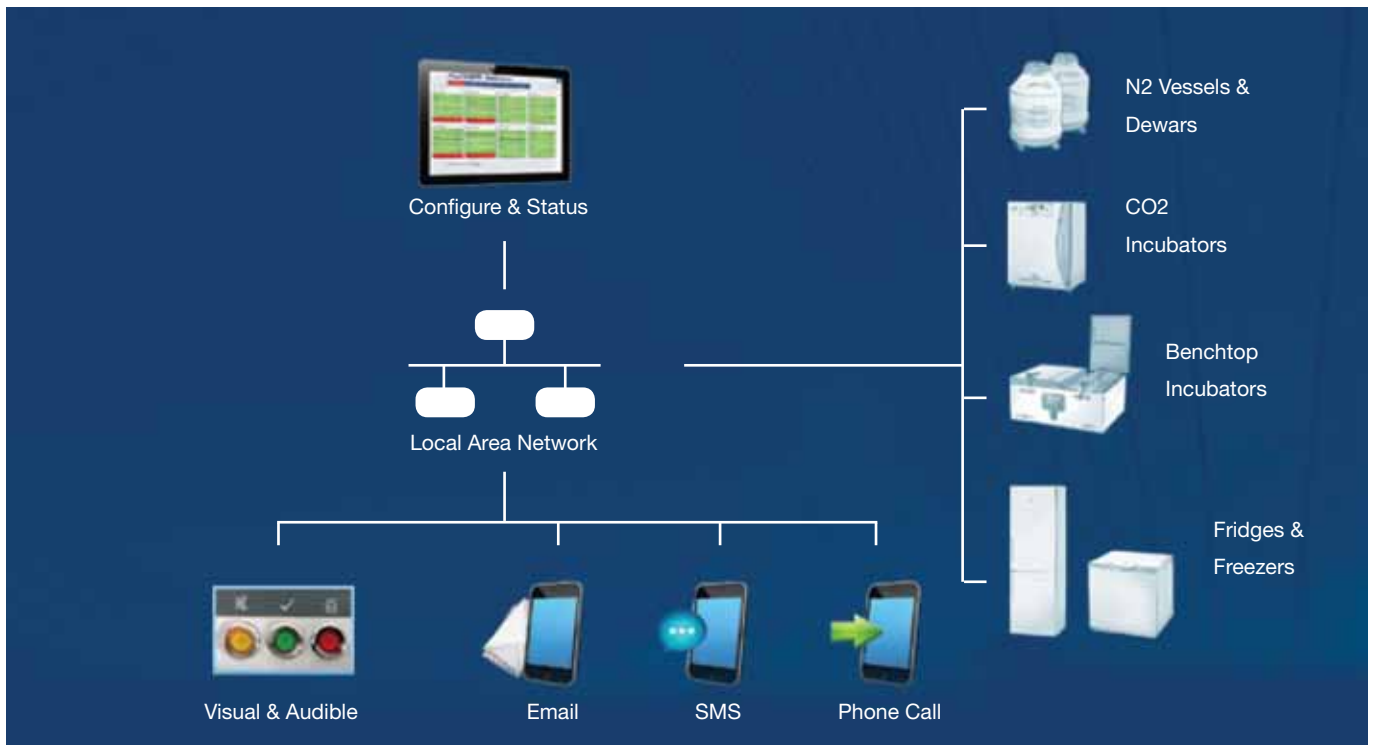 Configure & Status
Local Area Network
Visual & Audible
Email
SMS
Phone Call
N2 Vessels &
Dewars
CO2
Incubators
Benchtop
Incubators
Fridges &
Freezers